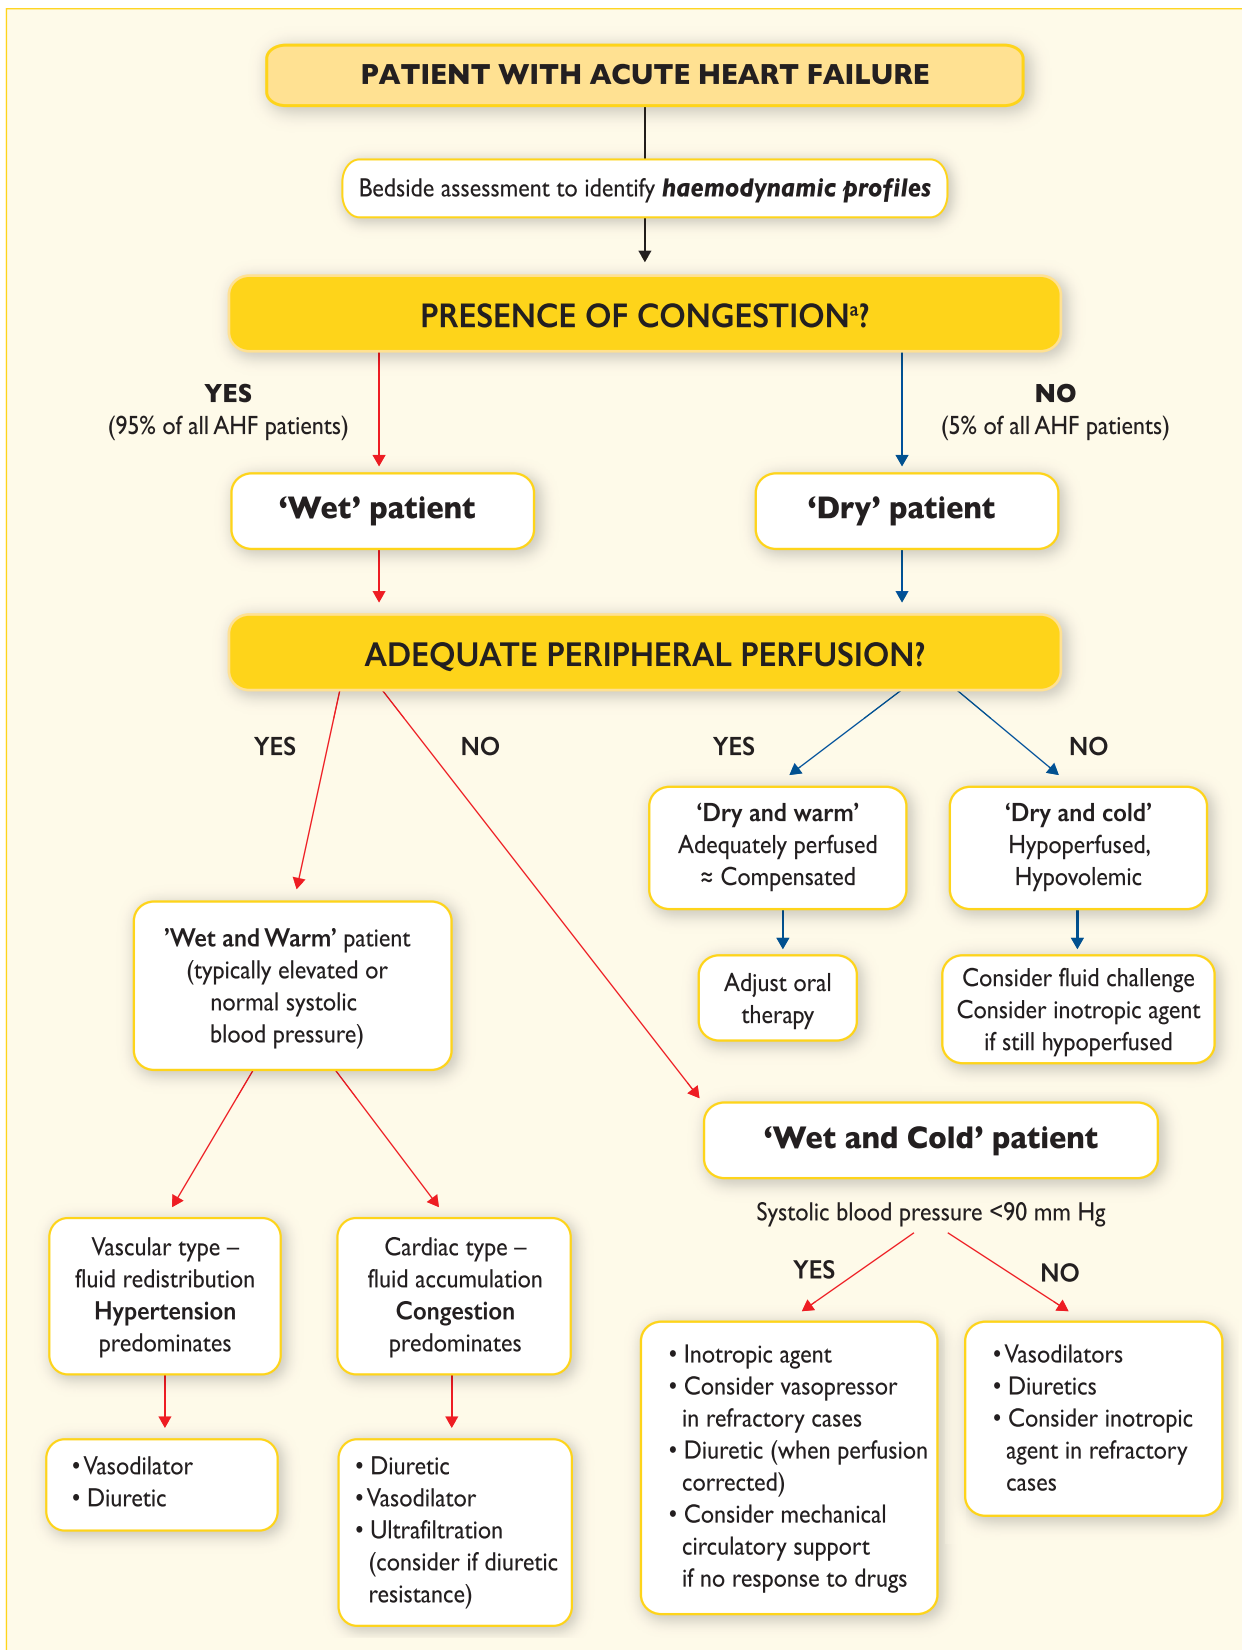 PATIENT WITH ACUTE HEART FAILURE
Bedside assessment to identify haemodynamic profiles
PRESENCE OF CONGESTIONᵃ?
YES
(95% of all AHF patients)
NO
(5% of all AHF patients)
‘Wet’ patient
‘Dry’ patient
ADEQUATE PERIPHERAL PERFUSION?
YES
NO
YES
NO
‘Dry and warm’
Adequately perfused
≈ Compensated
‘Dry and cold’
Hypoperfused,
Hypovolemic
’Wet and Warm’ patient
(typically elevated or
normal systolic
blood pressure)
Adjust oral
therapy
Consider fluid challenge
Consider inotropic agent
if still hypoperfused
‘Wet and Cold’ patient
Systolic blood pressure <90 mm Hg
YES
NO
Vascular type –
fluid redistribution
Hypertension
predominates
Cardiac type –
fluid accumulation
Congestion
predominates
• Vasodilator
• Diuretic
• Diuretic
• Vasodilator
• Ultrafiltration
(consider if diuretic
resistance)
• Inotropic agent
• Consider vasopressor
in refractory cases
• Diuretic (when perfusion
corrected)
• Consider mechanical
circulatory support
if no response to drugs
• Vasodilators
• Diuretics
• Consider inotropic
agent in refractory
cases